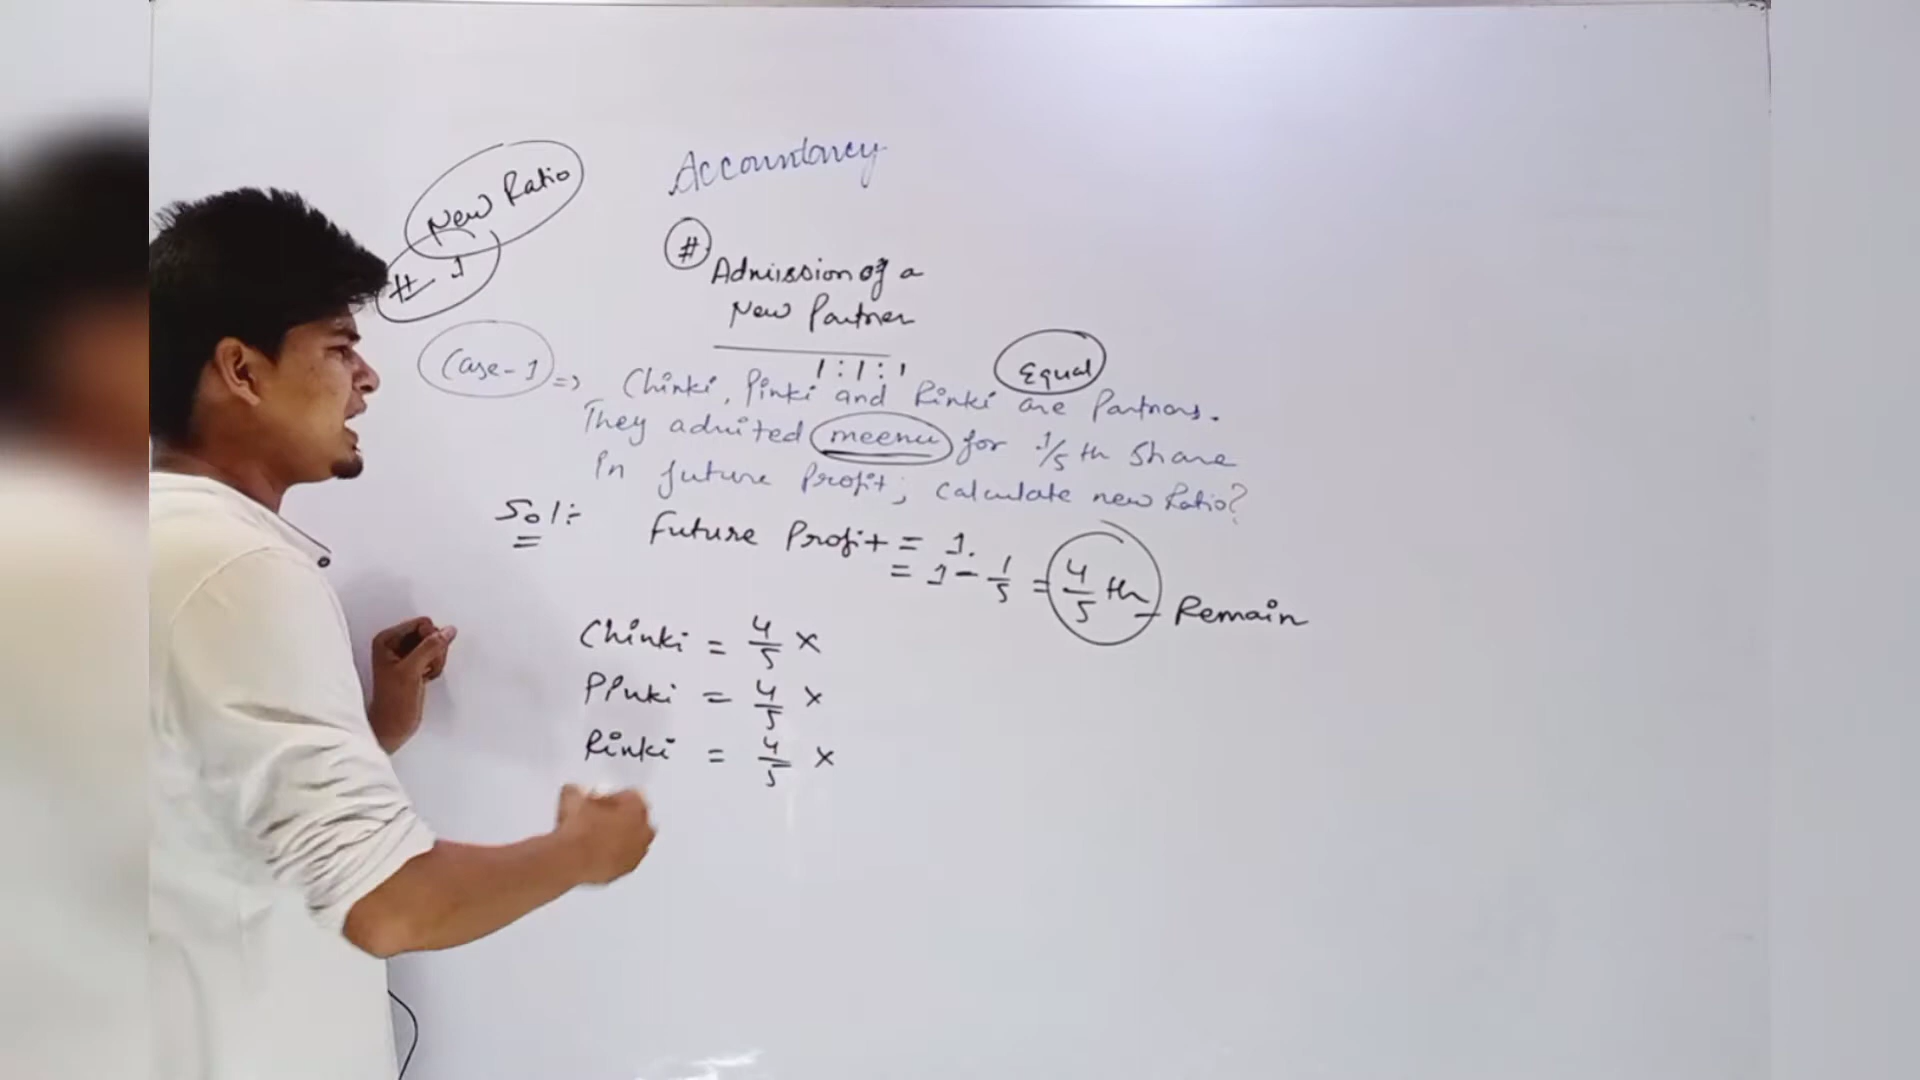 New Ratio
# 1
Accountancy
#
Admission of a
New Partner
1:1:1
Equal
Case-1 => Chinki, Pinki and Rinki are Partners.
They admited meenu for 1/5 th Share
in future Profit; Calculate new Ratio?
Sol:-
Future Profit = 1.
= 1 - 1/5 = 4/5 th - Remain
Chinki = 4/5 ×
PPnki = 4/5 ×
Rinki = 4/5 ×